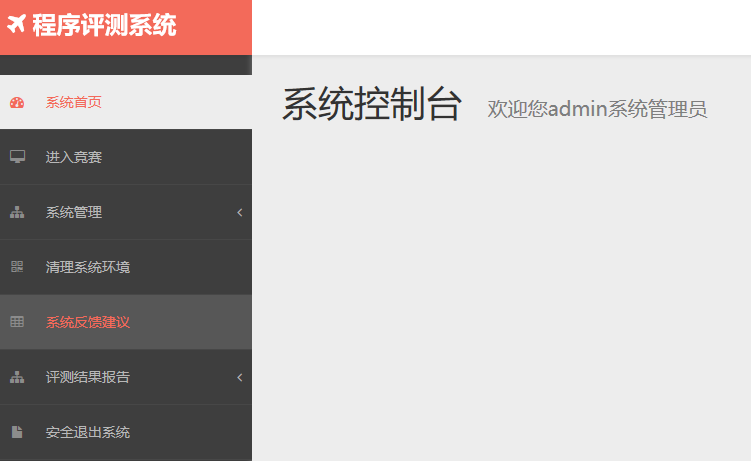 程序评测系统
系统首页
进入竞赛
系统管理
清理系统环境
系统反馈建议
评测结果报告
安全退出系统
系统控制台 欢迎您admin系统管理员